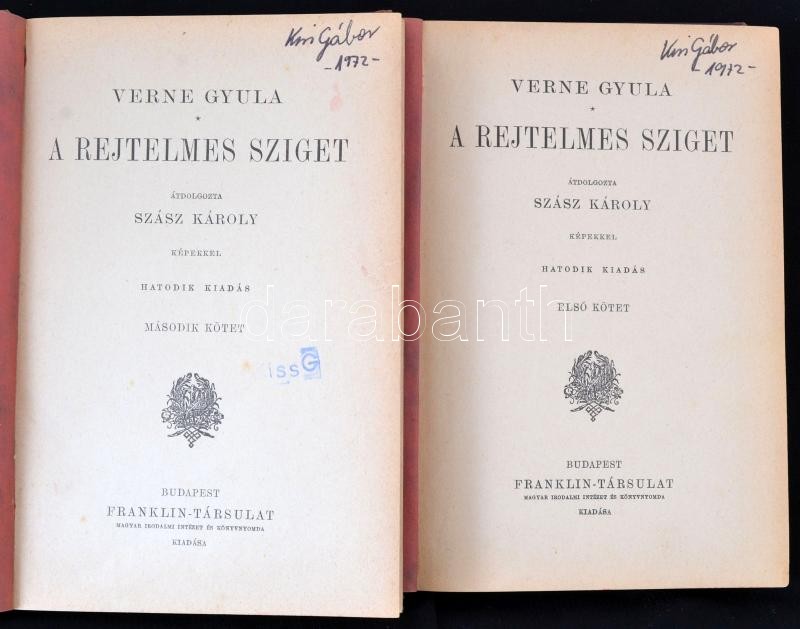 Kiss Gábor
-1972-
VERNE GYULA
A REJTELMES SZIGET
ÁTDOLGOZTA
SZÁSZ KÁROLY
KÉPEKKEL
HATODIK KIADÁS
MÁSODIK KÖTET
issG
BUDAPEST
FRANKLIN-TÁRSULAT
MAGYAR IRODALMI INTÉZET ÉS KÖNYVNYOMDA
KIADÁSA
Kiss Gábor
-1972-
VERNE GYULA
A REJTELMES SZIGET
ÁTDOLGOZTA
SZÁSZ KÁROLY
KÉPEKKEL
HATODIK KIADÁS
ELSŐ KÖTET
BUDAPEST
FRANKLIN-TÁRSULAT
MAGYAR IRODALMI INTÉZET ÉS KÖNYVNYOMDA
KIADÁSA
darabanth